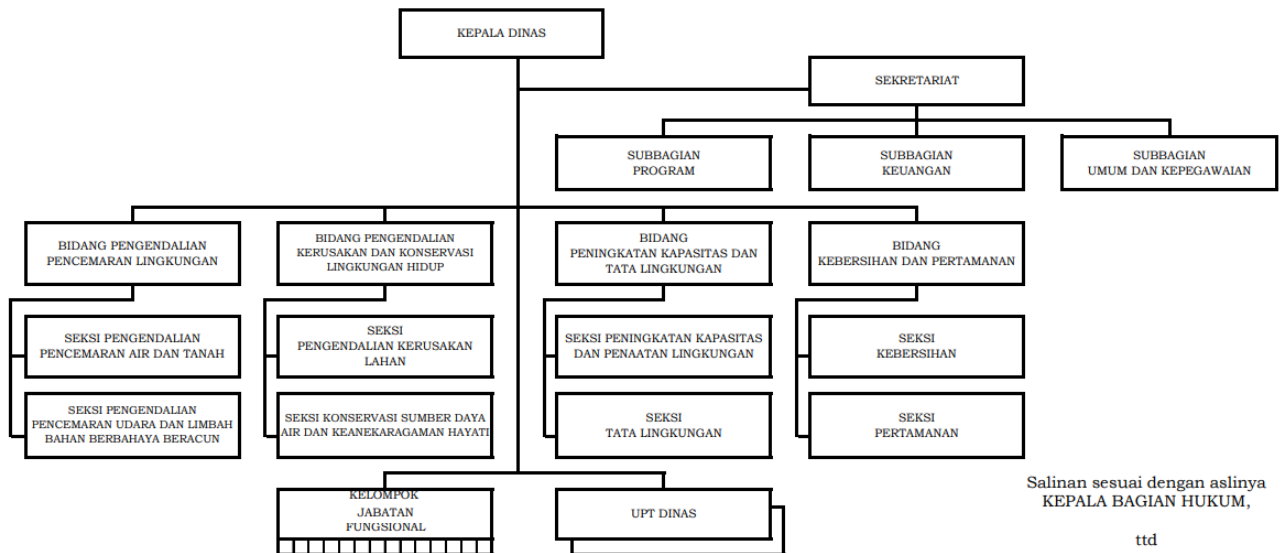 KEPALA DINAS
SEKRETARIAT
SUBBAGIAN
PROGRAM
SUBBAGIAN
KEUANGAN
SUBBAGIAN
UMUM DAN KEPEGAWAIAN
BIDANG PENGENDALIAN
PENCEMARAN LINGKUNGAN
BIDANG PENGENDALIAN
KERUSAKAN DAN KONSERVASI
LINGKUNGAN HIDUP
BIDANG
PENINGKATAN KAPASITAS DAN
TATA LINGKUNGAN
BIDANG
KEBERSIHAN DAN PERTAMANAN
SEKSI PENGENDALIAN
PENCEMARAN AIR DAN TANAH
SEKSI
PENGENDALIAN KERUSAKAN
LAHAN
SEKSI PENINGKATAN KAPASITAS
DAN PENAATAN LINGKUNGAN
SEKSI
KEBERSIHAN
SEKSI PENGENDALIAN
PENCEMARAN UDARA DAN LIMBAH
BAHAN BERBAHAYA BERACUN
SEKSI KONSERVASI SUMBER DAYA
AIR DAN KEANEKARAGAMAN HAYATI
SEKSI
TATA LINGKUNGAN
SEKSI
PERTAMANAN
KELOMPOK
JABATAN
FUNGSIONAL
UPT DINAS
Salinan sesuai dengan aslinya
KEPALA BAGIAN HUKUM,
ttd